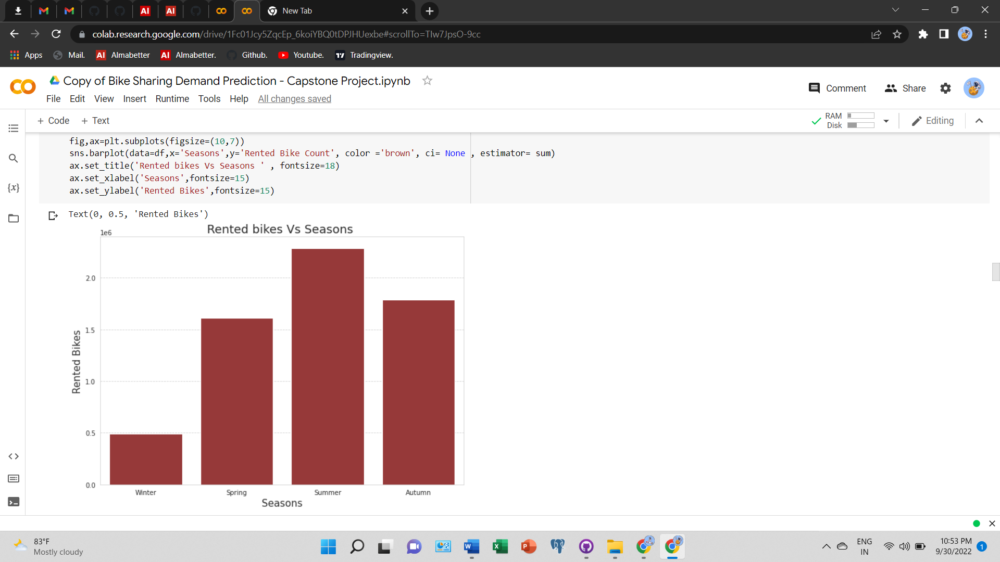 New Tab
colab.research.google.com/drive/1Fc01Jcy5ZqcEp_6koiYBQ0tDPJHUexbe#scrollTo=TIw7JpsO-9cc
Apps Mail. AI Almabetter AI Almabetter. Github. Youtube. Tradingview.
Copy of Bike Sharing Demand Prediction - Capstone Project.ipynb
Comment Share
File Edit View Insert Runtime Tools Help All changes saved
+ Code + Text
RAM
Disk
Editing
fig,ax=plt.subplots(figsize=(10,7))
sns.barplot(data=df,x='Seasons',y='Rented Bike Count', color ='brown', ci= None , estimator= sum)
ax.set_title('Rented bikes Vs Seasons ' , fontsize=18)
ax.set_xlabel('Seasons',fontsize=15)
ax.set_ylabel('Rented Bikes',fontsize=15)
{x}
Text(0, 0.5, 'Rented Bikes')
Rented bikes Vs Seasons
1e6
2.0
1.5
1.0
0.5
0.0
Rented Bikes
Winter Spring Summer Autumn
Seasons
83°F
Mostly cloudy
ENG
IN
10:53 PM
9/30/2022
1